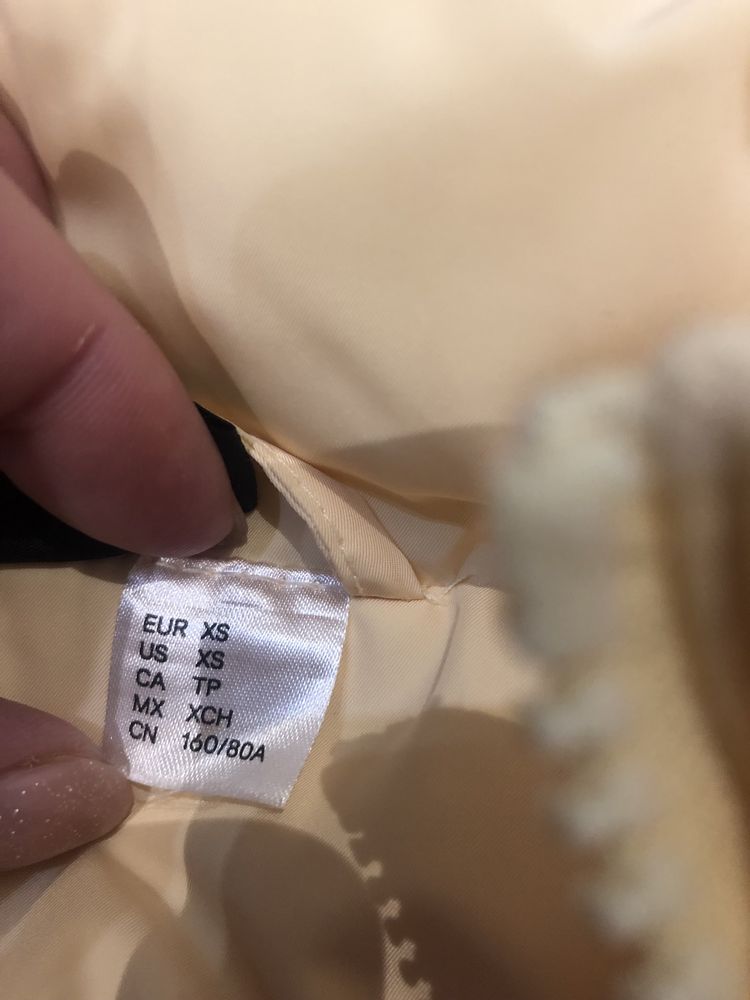 EUR XS
US XS
CA TP
MX XCH
CN 160/80A